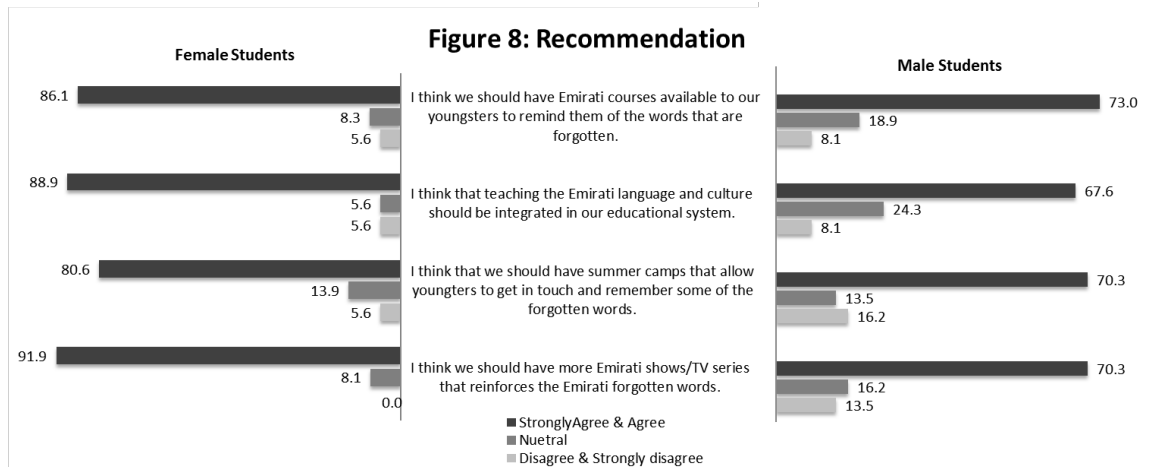 Figure 8: Recommendation
Female Students
Male Students
86.1
8.3
5.6
I think we should have Emirati courses available to our
youngsters to remind them of the words that are
forgotten.
73.0
18.9
8.1
88.9
5.6
5.6
I think that teaching the Emirati language and culture
should be integrated in our educational system.
67.6
24.3
8.1
80.6
13.9
5.6
I think that we should have summer camps that allow
youngters to get in touch and remember some of the
forgotten words.
70.3
13.5
16.2
91.9
8.1
0.0
I think we should have more Emirati shows/TV series
that reinforces the Emirati forgotten words.
70.3
16.2
13.5
StronglyAgree & Agree
Nuetral
Disagree & Strongly disagree